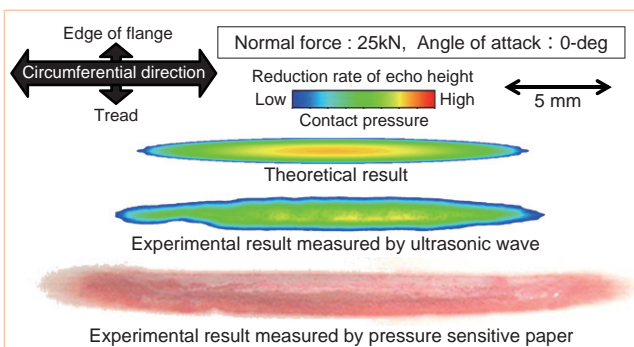 Edge of flange
Circumferential direction
Tread
Normal force : 25kN, Angle of attack：0-deg
Reduction rate of echo height
Low High
Contact pressure
5 mm
Theoretical result
Experimental result measured by ultrasonic wave
Experimental result measured by pressure sensitive paper